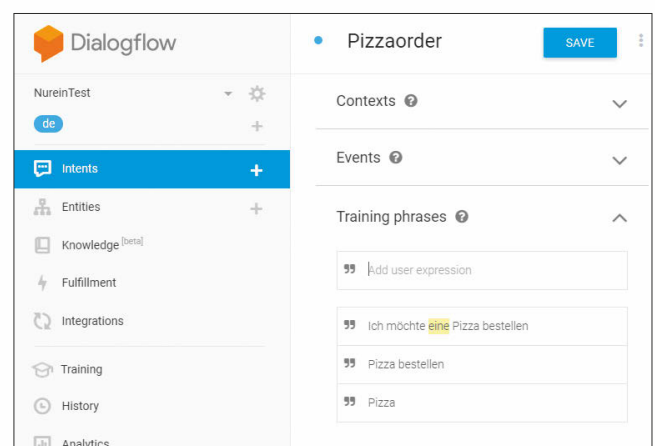 Dialogflow
NureinTest
de
Intents
Entities
Knowledge [beta]
Fulfillment
Integrations
Training
History
Analytics
Pizzaorder
SAVE
Contexts
Events
Training phrases
Add user expression
Ich möchte eine Pizza bestellen
Pizza bestellen
Pizza